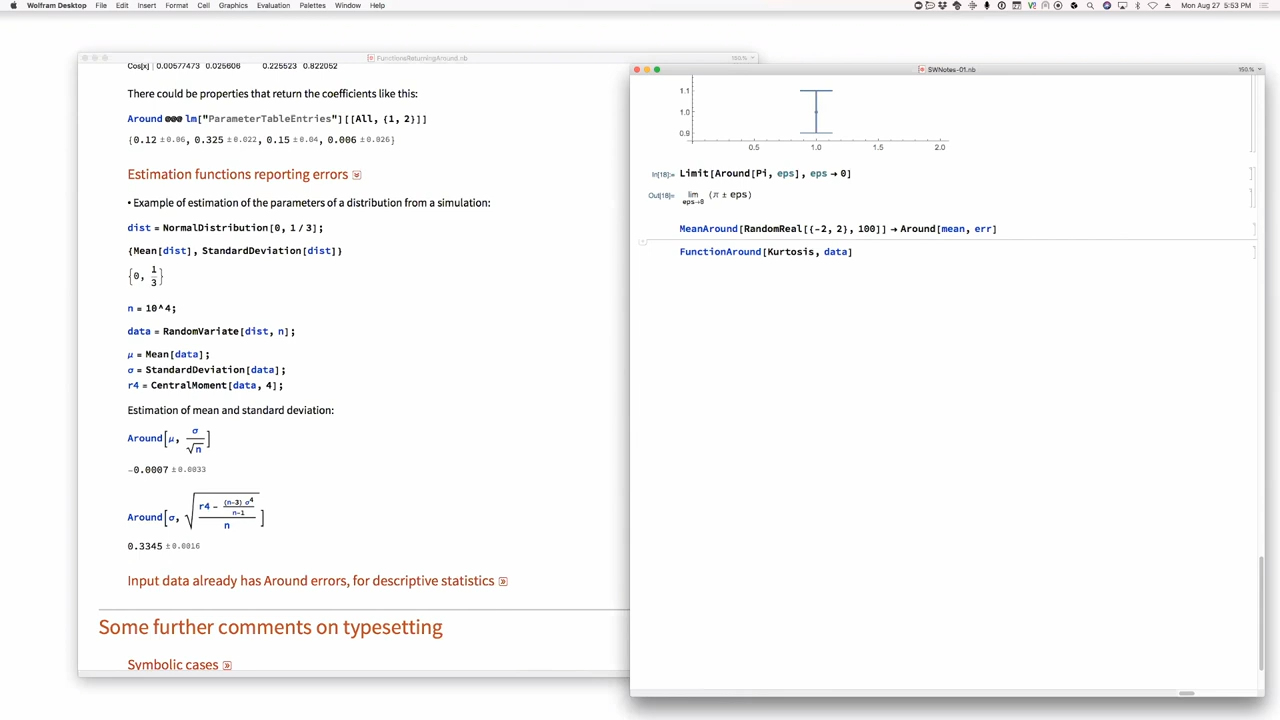 Wolfram Desktop File Edit Insert Format Cell Graphics Evaluation Palettes Window Help
Mon Aug 27 5:53 PM
FunctionsReturningAround.nb
150%
Cos[x] 0.00577473 0.025606 0.225523 0.822052
There could be properties that return the coefficients like this:
Around @@@ lm["ParameterTableEntries"][[All, {1, 2}]]
{0.12 ± 0.06, 0.325 ± 0.022, 0.15 ± 0.04, 0.006 ± 0.026}
Estimation functions reporting errors
• Example of estimation of the parameters of a distribution from a simulation:
dist = NormalDistribution[0, 1 / 3];
{Mean[dist], StandardDeviation[dist]}
{0, 1/3}
n = 10^4;
data = RandomVariate[dist, n];
μ = Mean[data];
σ = StandardDeviation[data];
r4 = CentralMoment[data, 4];
Estimation of mean and standard deviation:
Around[μ, σ/√n]
-0.0007 ± 0.0033
Around[σ, √((r4 - (n-3) σ^4/(n-1))/n)]
0.3345 ± 0.0016
Input data already has Around errors, for descriptive statistics
Some further comments on typesetting
Symbolic cases
SWNotes-01.nb
150%
1.1
1.0
0.9
0.5 1.0 1.5 2.0
In[18]:= Limit[Around[Pi, eps], eps → 0]
Out[18]= lim eps→0 (π ± eps)
MeanAround[RandomReal[{-2, 2}, 100]] → Around[mean, err]
FunctionAround[Kurtosis, data]